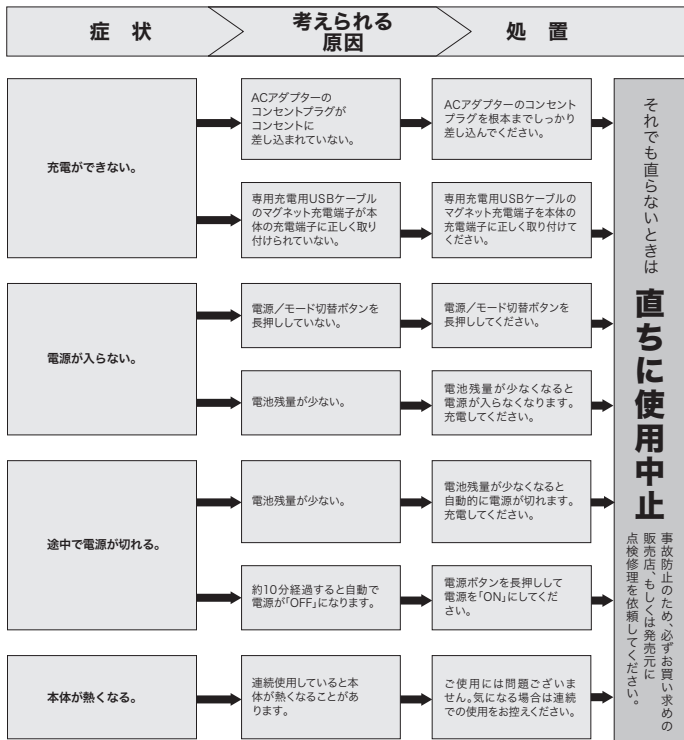 症 状
考えられる
原因
処 置
充電ができない。
ACアダプターの
コンセントプラグが
コンセントに
差し込まれていない。
ACアダプターのコンセント
プラグを根本までしっかり
差し込んでください。
専用充電用USBケーブル
のマグネット充電端子が本
体の充電端子に正しく取り
付けられていない。
専用充電用USBケーブルの
マグネット充電端子を本体の
充電端子に正しく取り付けて
ください。
電源が入らない。
電源／モード切替ボタンを
長押ししていない。
電源／モード切替ボタンを
長押ししてください。
電池残量が少ない。
電池残量が少なくなると
電源が入らなくなります。
充電してください。
途中で電源が切れる。
電池残量が少ない。
電池残量が少なくなると
自動的に電源が切れます。
充電してください。
約10分経過すると自動で
電源が「OFF」になります。
電源ボタンを長押しして
電源を「ON」にしてくだ
さい。
本体が熱くなる。
連続使用していると本
体が熱くなることがあ
ります。
ご使用には問題ございま
せん。気になる場合は連続
での使用をお控えください。
それでも直らないときは
直ちに使用中止
事故防止のため、必ずお買い求めの
販売店、もしくは発売元に
点検修理を依頼してください。